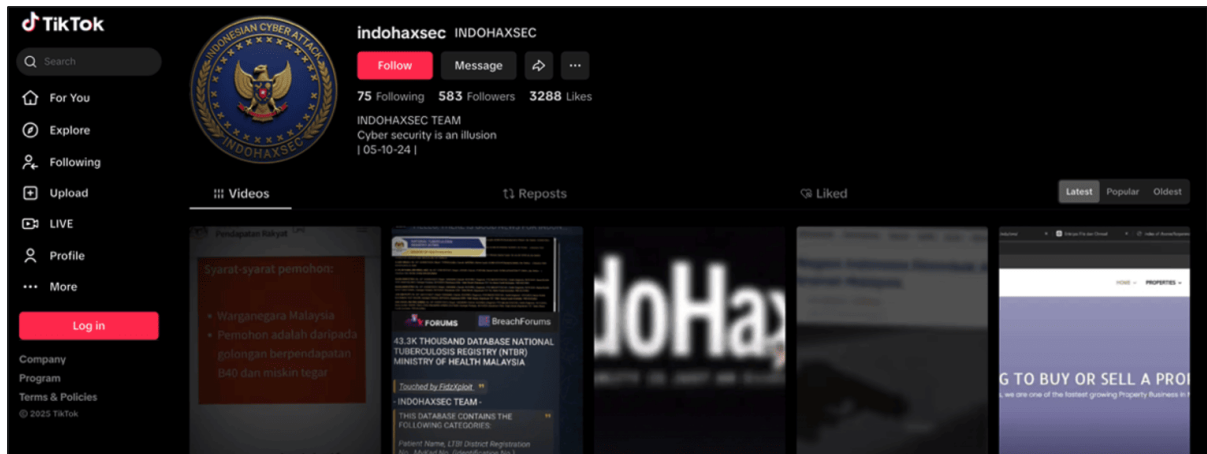 TikTok
Search
For You
Explore
Following
Upload
LIVE
Profile
More
Log in
Company
Program
Terms & Policies
© 2025 TikTok
INDONESIAN CYBER ATTACK
INDOHAXSEC
indohaxsec INDOHAXSEC
Follow Message
75 Following 583 Followers 3288 Likes
INDOHAXSEC TEAM
Cyber security is an illusion
| 05-10-24 |
Videos Reposts Liked
Latest Popular Oldest
Pendapatan Rakyat
Syarat-syarat pemohon:
• Warganegara Malaysia
• Pemohon adalah daripada
golongan berpendapatan
B40 dan miskin tegar
FORUMS BreachForums
43.3K THOUSAND DATABASE NATIONAL
TUBERCULOSIS REGISTRY (NTBR)
MINISTRY OF HEALTH MALAYSIA
Touched by FidzXploit
- INDOHAXSEC TEAM -
THIS DATABASE CONTAINS THE
FOLLOWING CATEGORIES:
Patient Name, LTBI District Registration
doHax
HOME PROPERTIES
G TO BUY OR SELL A PRO
, we are one of the fastest growing Property Business in